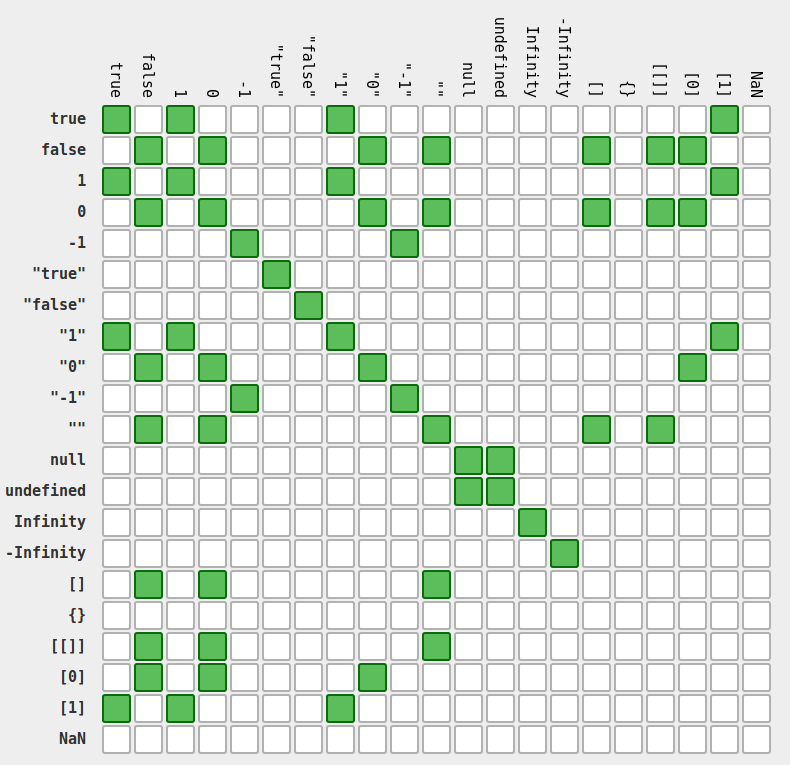 true
false
1
0
-1
"true"
"false"
"1"
"0"
"-1"
""
null
undefined
Infinity
-Infinity
[]
{}
[[]]
[0]
[1]
NaN
true
false
1
0
-1
"true"
"false"
"1"
"0"
"-1"
""
null
undefined
Infinity
-Infinity
[]
{}
[[]]
[0]
[1]
NaN